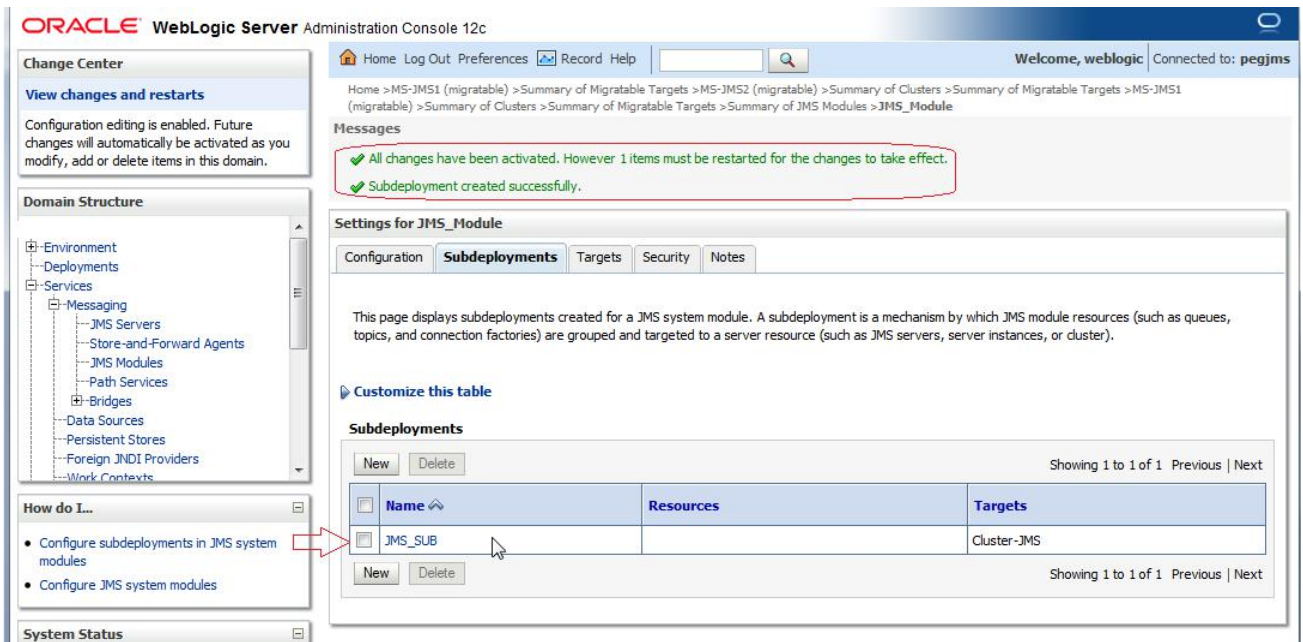 ORACLE WebLogic Server Administration Console 12c
Change Center
View changes and restarts
Configuration editing is enabled. Future
changes will automatically be activated as you
modify, add or delete items in this domain.
Domain Structure
Environment
Deployments
Services
Messaging
JMS Servers
Store-and-Forward Agents
JMS Modules
Path Services
Bridges
Data Sources
Persistent Stores
Foreign JNDI Providers
Work Contexts
How do I...
Configure subdeployments in JMS system
modules
Configure JMS system modules
System Status
Home Log Out Preferences Record Help
Welcome, weblogic Connected to: pegjms
Home >MS-JMS1 (migratable) >Summary of Migratable Targets >MS-JMS2 (migratable) >Summary of Clusters >Summary of Migratable Targets >MS-JMS1
(migratable) >Summary of Clusters >Summary of Migratable Targets >Summary of JMS Modules >JMS_Module
Messages
All changes have been activated. However 1 items must be restarted for the changes to take effect.
Subdeployment created successfully.
Settings for JMS_Module
Configuration Subdeployments Targets Security Notes
This page displays subdeployments created for a JMS system module. A subdeployment is a mechanism by which JMS module resources (such as queues,
topics, and connection factories) are grouped and targeted to a server resource (such as JMS servers, server instances, or cluster).
Customize this table
Subdeployments
New Delete Showing 1 to 1 of 1 Previous | Next
Name Resources Targets
JMS_SUB Cluster-JMS
New Delete Showing 1 to 1 of 1 Previous | Next